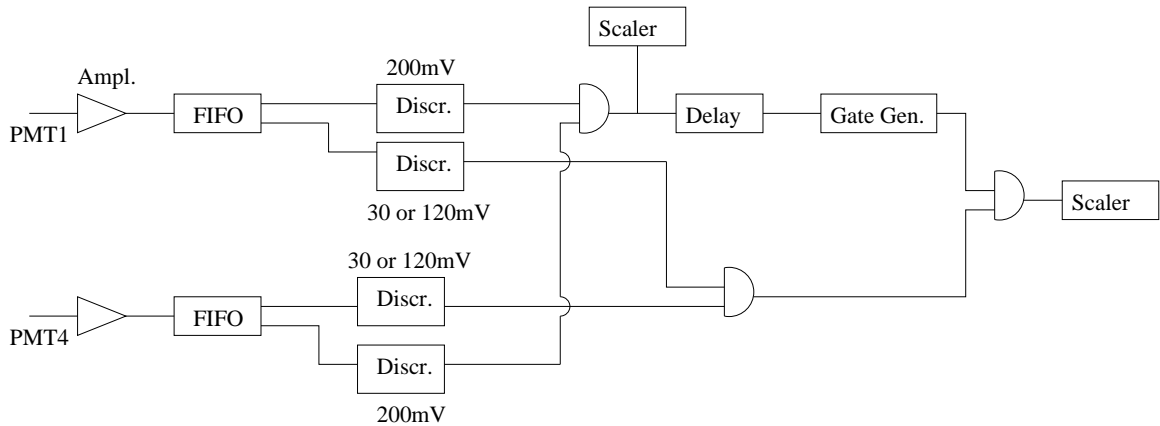 Scaler
Ampl.
200mV
Discr.
FIFO
Delay
Gate Gen.
PMT1
Discr.
30 or 120mV
Scaler
30 or 120mV
Discr.
FIFO
PMT4
Discr.
200mV